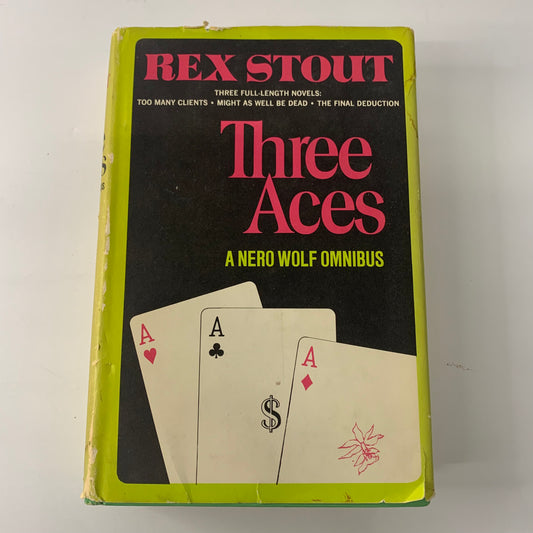 REX STOUT
THREE FULL-LENGTH NOVELS:
TOO MANY CLIENTS • MIGHT AS WELL BE DEAD • THE FINAL DEDUCTION
Three
Aces
A NERO WOLF OMNIBUS
A
A
A
$